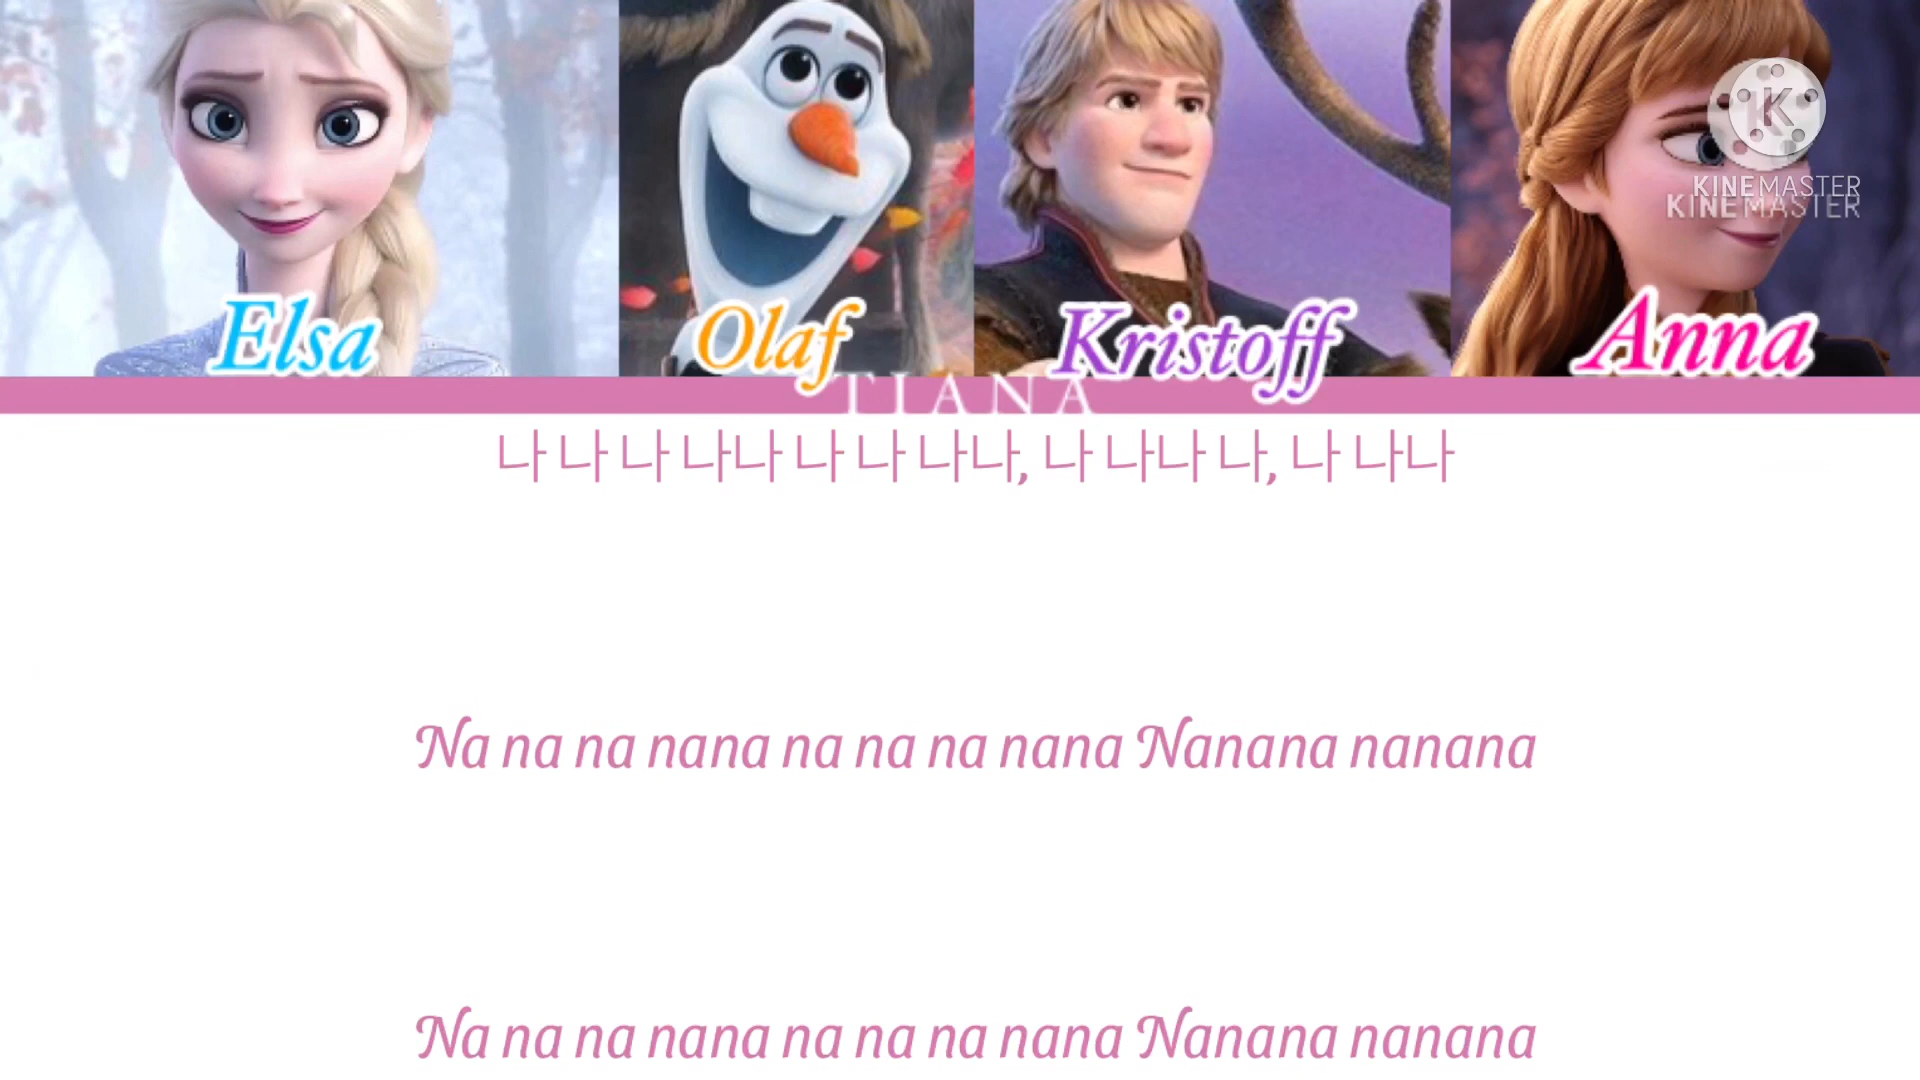 KINEMASTER
KINEMASTER
Elsa
Olaf
Kristoff
Anna
TIANA
나 나 나 나나 나 나 나나, 나 나나 나, 나 나나
Na na na nana na na na nana Nanana nanana
Na na na nana na na na nana Nanana nanana